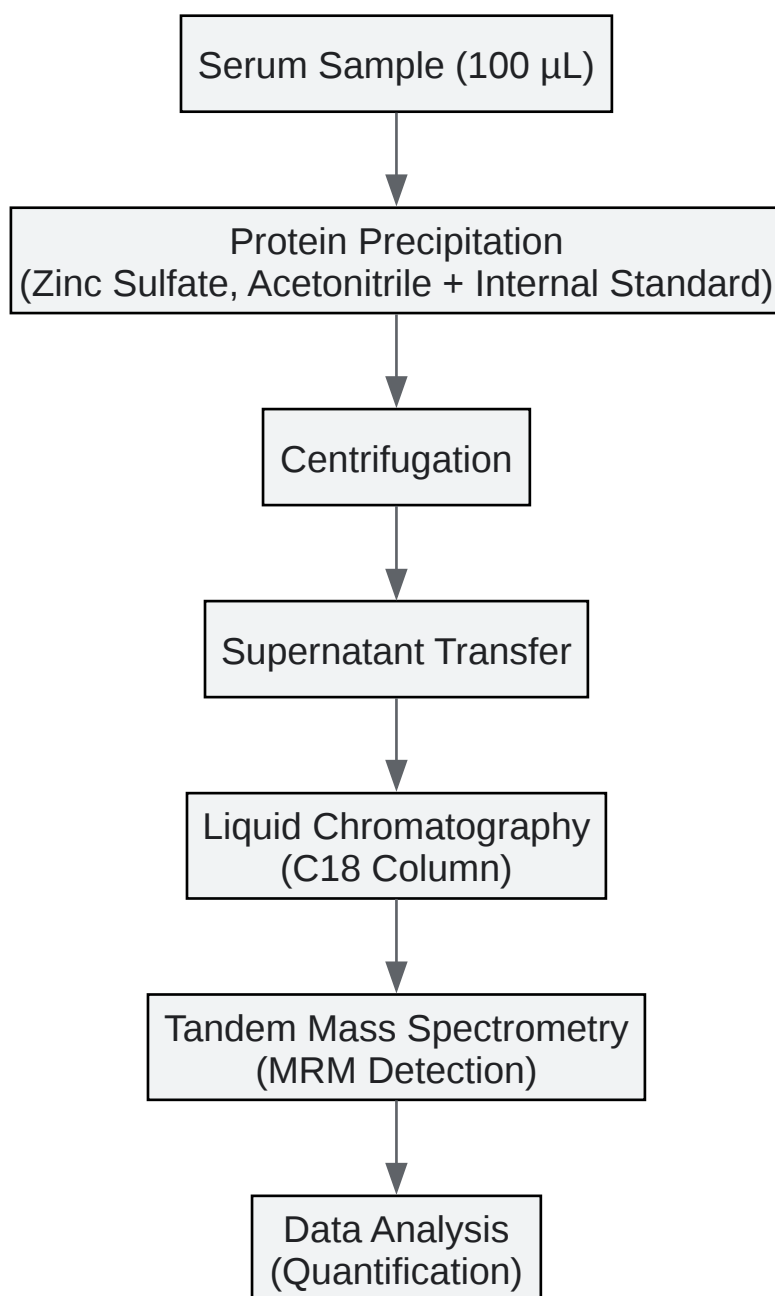 Serum Sample (100 µL)
Protein Precipitation
(Zinc Sulfate, Acetonitrile + Internal Standard)
Centrifugation
Supernatant Transfer
Liquid Chromatography
(C18 Column)
Tandem Mass Spectrometry
(MRM Detection)
Data Analysis
(Quantification)